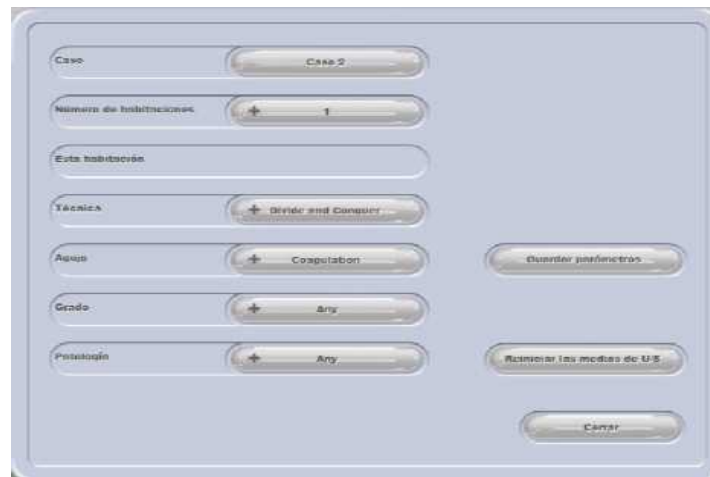 Caso
Caso 2
Número de habitaciones
+ 1
Esta habitación
Técnica
+ Divide and Conquer
Aguja
+ Coagulation
Grado
+ Any
Patología
+ Any
Guardar parámetros
Reiniciar las medias de U/S
Cerrar